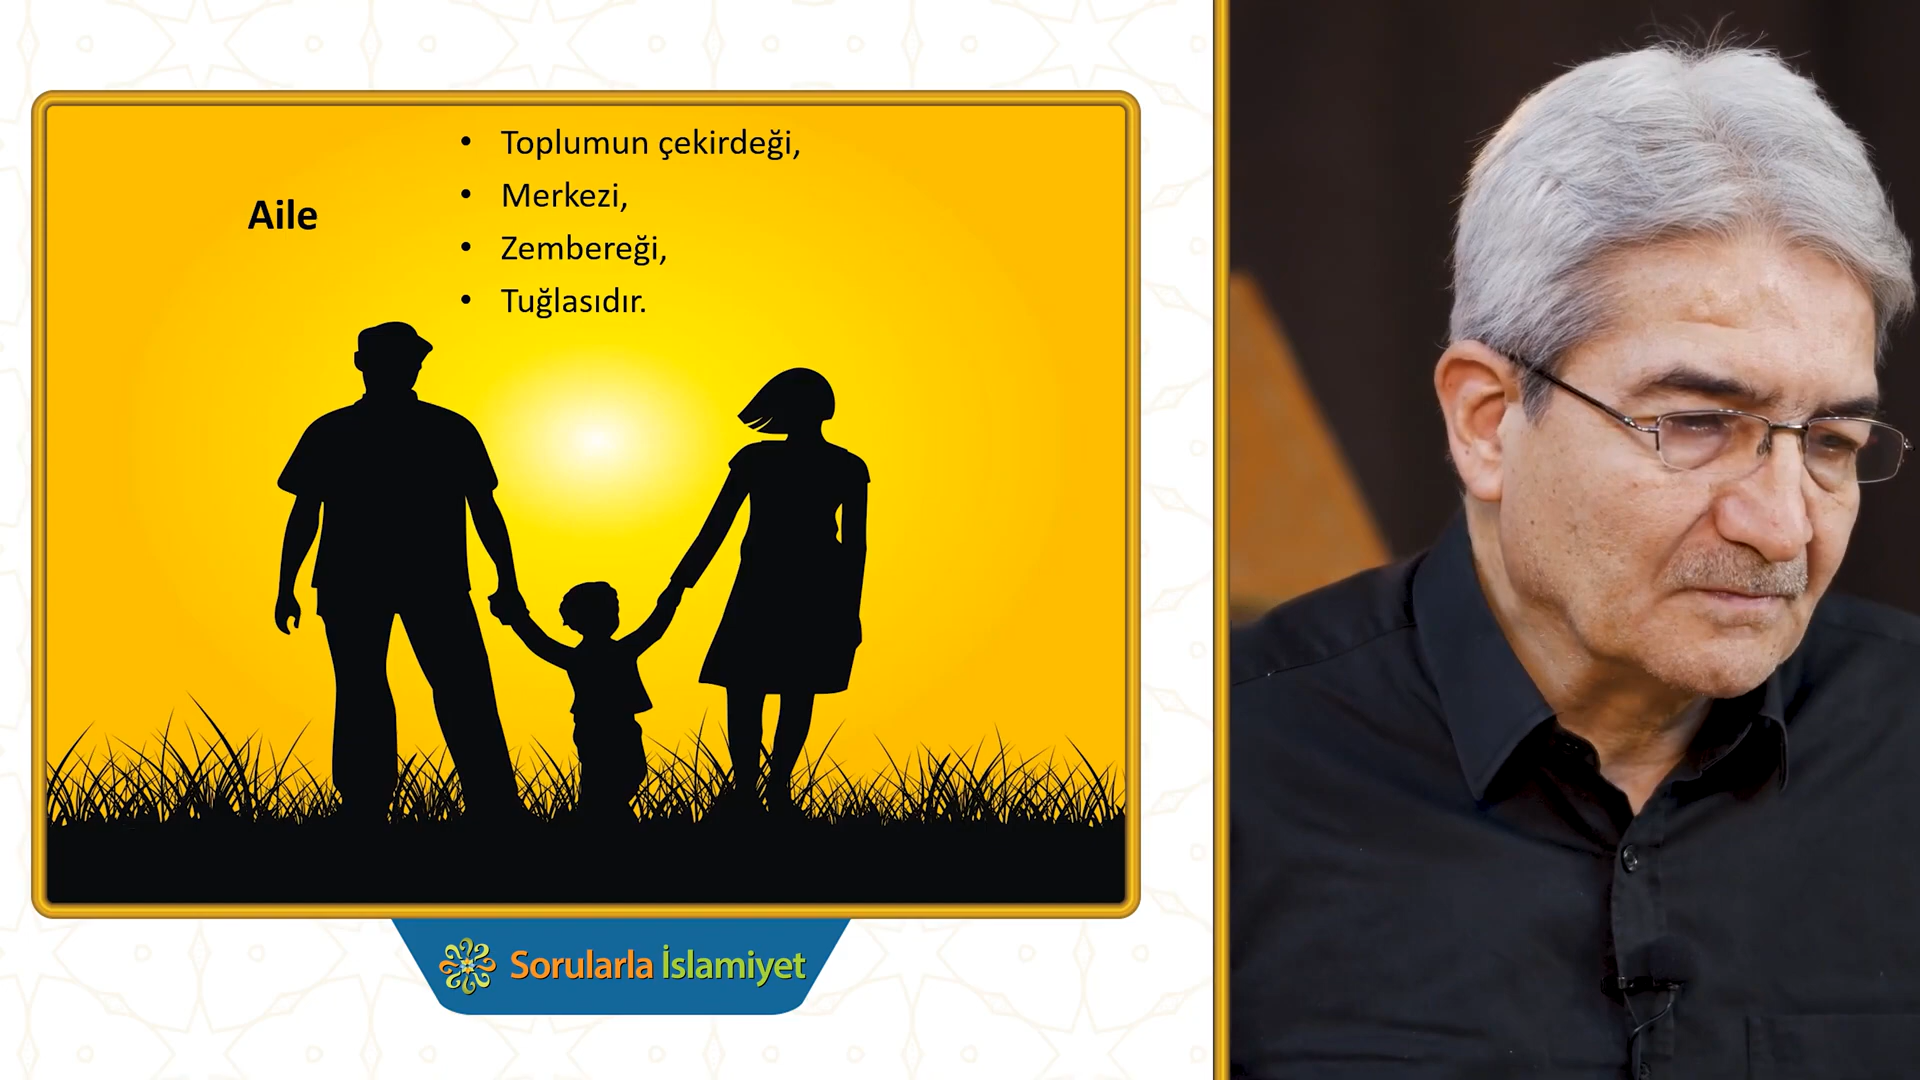 Aile
• Toplumun çekirdeği,
• Merkezi,
• Zembereği,
• Tuğlasıdır.
Sorularla İslamiyet